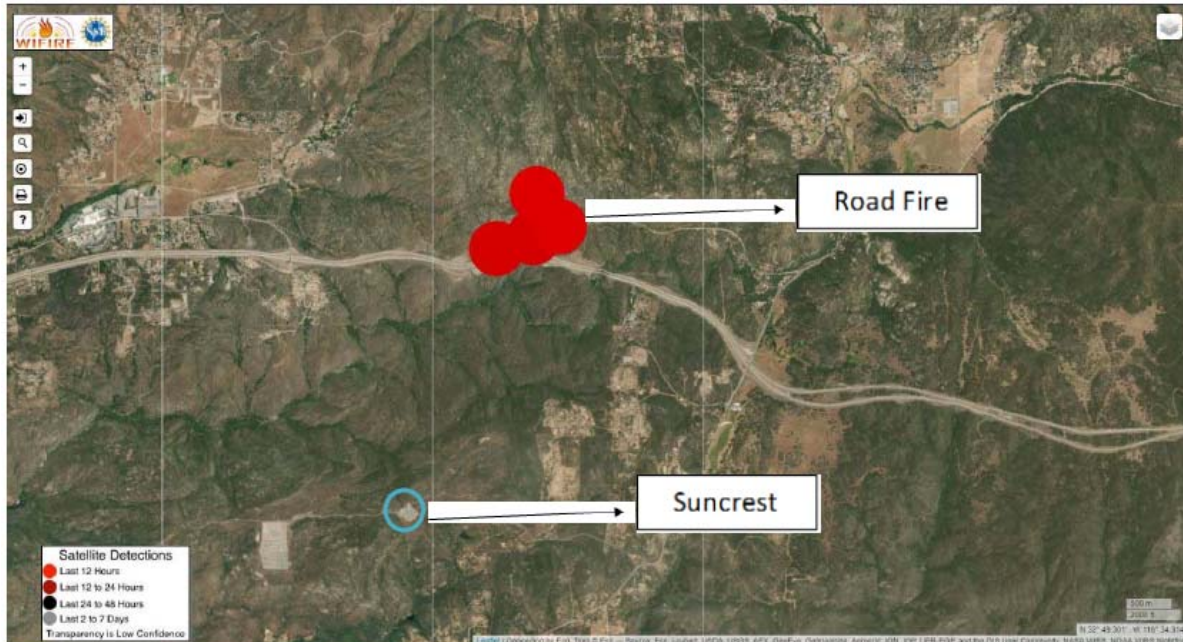 WIFIRE
+
−
?
Road Fire
Suncrest
Satellite Detections
Last 12 Hours
Last 12 to 24 Hours
Last 24 to 48 Hours
Last 2 to 7 Days
Transparency is Low Confidence
500 m
2000 ft